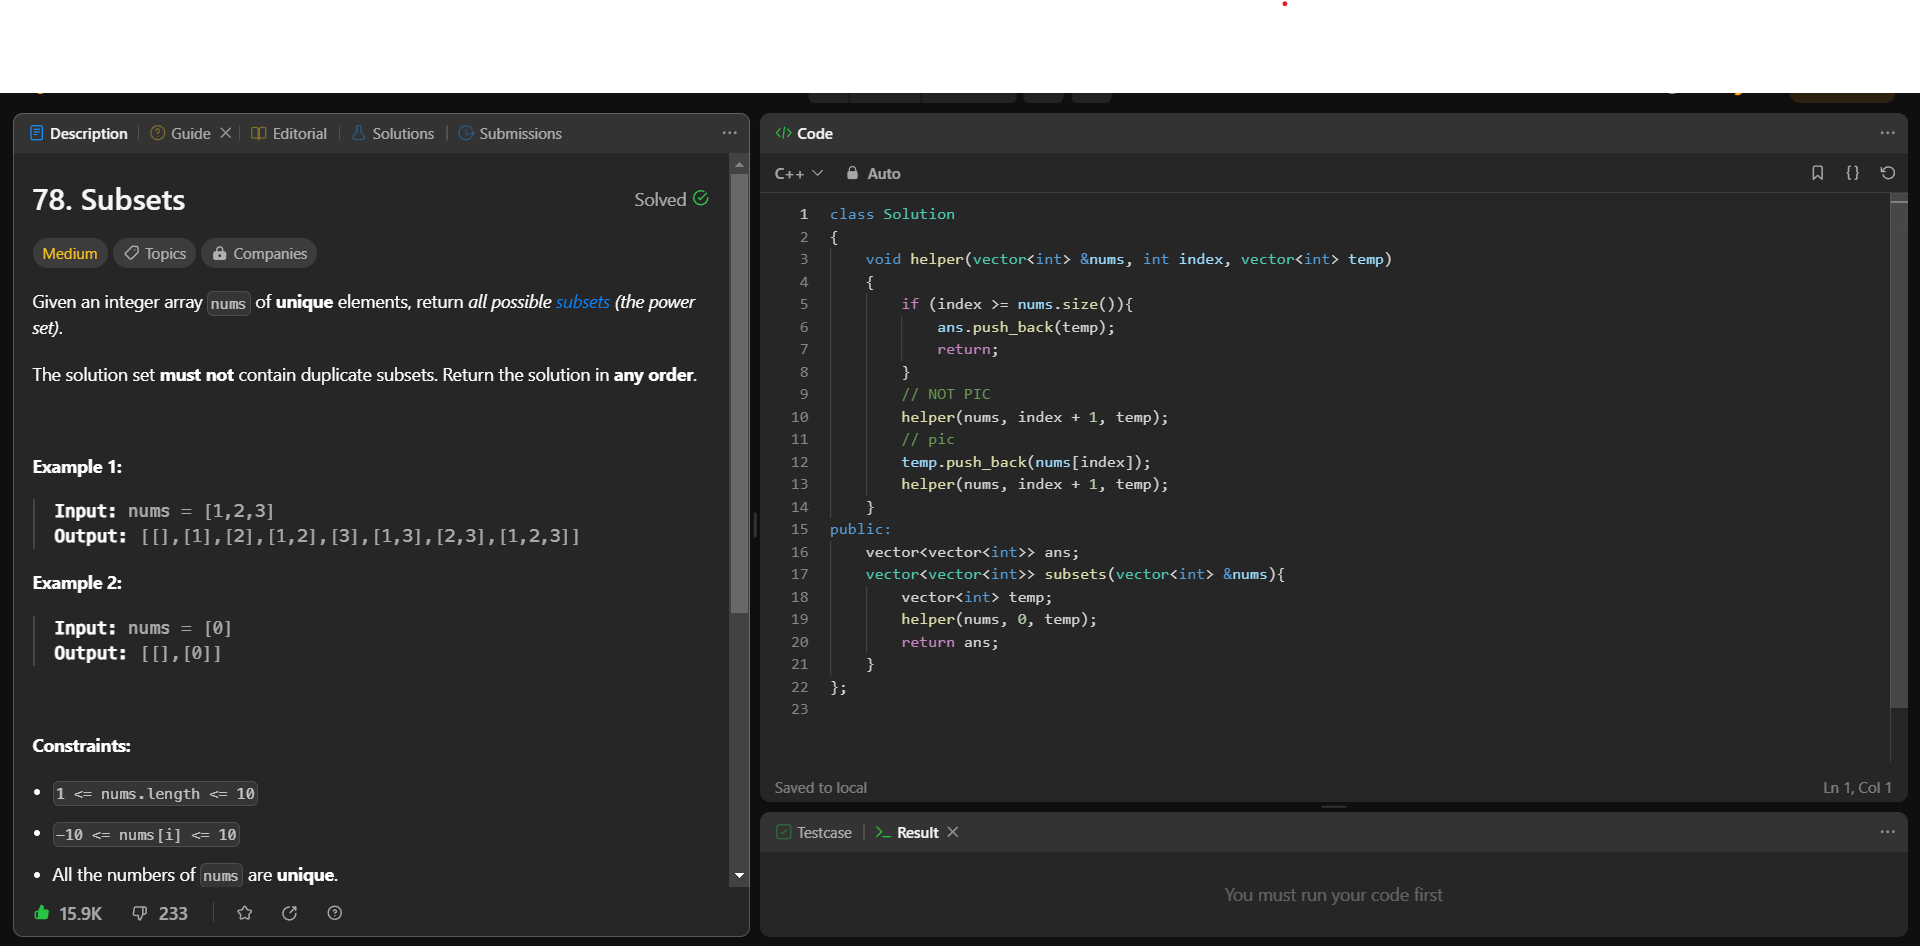 Description
Guide
Editorial
Solutions
Submissions
78. Subsets
Solved
Medium
Topics
Companies
Given an integer array nums of unique elements, return all possible subsets (the power
set).
The solution set must not contain duplicate subsets. Return the solution in any order.
Example 1:
Input: nums = [1,2,3]
Output: [[],[1],[2],[1,2],[3],[1,3],[2,3],[1,2,3]]
Example 2:
Input: nums = [0]
Output: [[],[0]]
Constraints:
• 1 <= nums.length <= 10
• -10 <= nums[i] <= 10
• All the numbers of nums are unique.
15.9K
233
</> Code
C++
Auto
1 class Solution
2 {
3 void helper(vector<int> &nums, int index, vector<int> temp)
4 {
5 if (index >= nums.size()){
6 ans.push_back(temp);
7 return;
8 }
9 // NOT PIC
10 helper(nums, index + 1, temp);
11 // pic
12 temp.push_back(nums[index]);
13 helper(nums, index + 1, temp);
14 }
15 public:
16 vector<vector<int>> ans;
17 vector<vector<int>> subsets(vector<int> &nums){
18 vector<int> temp;
19 helper(nums, 0, temp);
20 return ans;
21 }
22 };
23
Saved to local
Ln 1, Col 1
Testcase
Result
You must run your code first